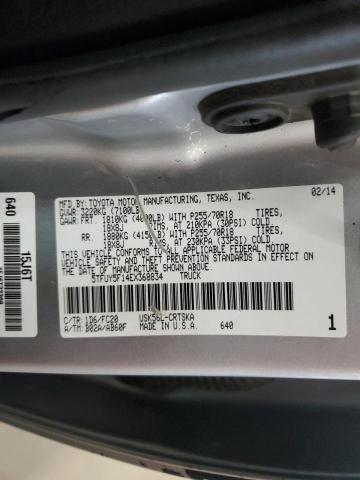 MFD.BY:TOYOTA MOTOR MANUFACTURING, TEXAS, INC. 02/14
GVWR: 3220KG (7100LB)
GAWR:FRT. 1810KG (4000LB) WITH P255/70R18 TIRES,
18X8J RIMS, AT 210KPA (30PSI) COLD
RR. 1880KG (4150LB) WITH P255/70R18 TIRES,
18X8J RIMS, AT 230KPA (33PSI) COLD
THIS VEHICLE CONFORMS TO ALL APPLICABLE FEDERAL MOTOR
VEHICLE SAFETY AND THEFT PREVENTION STANDARDS IN EFFECT
ON THE DATE OF MANUFACTURE SHOWN ABOVE.
5TFUY5F14EX368834 TRUCK
C/TR: 1D6/FC20 USK56L-CRTSKA
A/TM: B02A/AB60F MADE IN U.S.A. 640
1
640
15J6T